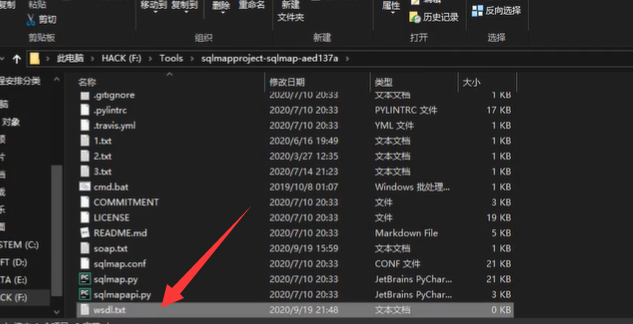 移动到 复制到 删除 重命名 新建 属性 编辑
粘贴 文件夹 历史记录 反向选择
剪切
剪贴板 组织 新建 打开 选择
此电脑 › HACK (F:) › Tools › sqlmapproject-sqlmap-aed137a ›
程安排分类 名称 修改日期 类型 大小
.gitignore 2020/7/10 20:33 文本文档 1 KB
.pylintrc 2020/7/10 20:33 PYLINTRC 文件 17 KB
.travis.yml 2020/7/10 20:33 YML 文件 1 KB
1.txt 2020/6/16 19:49 文本文档 1 KB
2.txt 2020/3/27 12:35 文本文档 1 KB
3.txt 2020/7/14 21:23 文本文档 1 KB
cmd.bat 2019/10/8 01:07 Windows 批处理... 1 KB
COMMITMENT 2020/7/10 20:33 文件 3 KB
LICENSE 2020/7/10 20:33 文件 19 KB
README.md 2020/7/10 20:33 Markdown File 5 KB
soap.txt 2020/9/19 15:59 文本文档 1 KB
STEM (C:) sqlmap.conf 2020/7/10 20:33 CONF 文件 21 KB
TA (E:) sqlmap.py 2020/7/10 20:33 JetBrains PyChar... 21 KB
ACK (F:) sqlmapapi.py 2020/7/10 20:33 JetBrains PyChar... 3 KB
wsdl.txt 2020/9/19 21:48 文本文档 0 KB